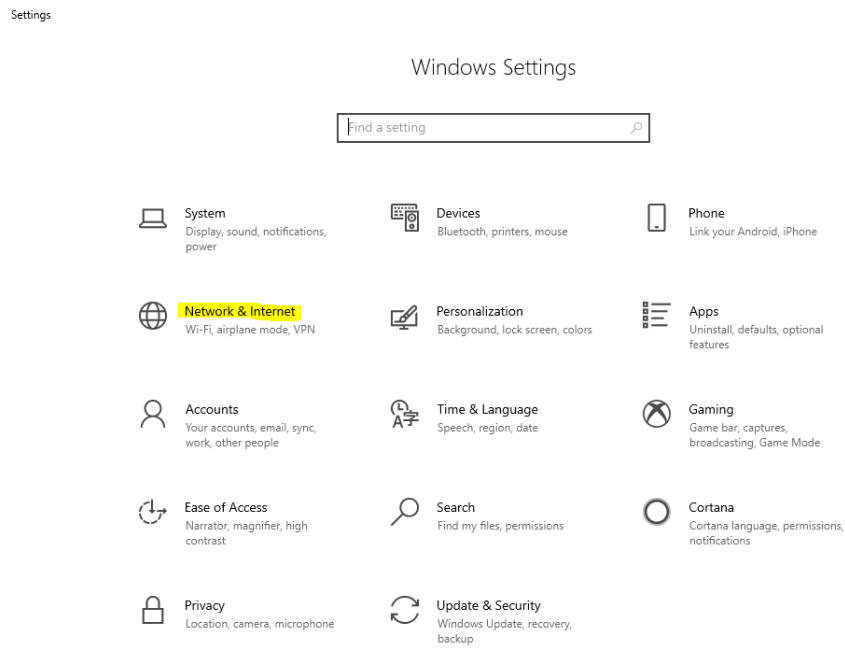 Settings
Windows Settings
Find a setting
System
Display, sound, notifications,
power
Devices
Bluetooth, printers, mouse
Phone
Link your Android, iPhone
Network & Internet
Wi-Fi, airplane mode, VPN
Personalization
Background, lock screen, colors
Apps
Uninstall, defaults, optional
features
Accounts
Your accounts, email, sync,
work, other people
Time & Language
Speech, region, date
Gaming
Game bar, captures,
broadcasting, Game Mode
Ease of Access
Narrator, magnifier, high
contrast
Search
Find my files, permissions
Cortana
Cortana language, permissions,
notifications
Privacy
Location, camera, microphone
Update & Security
Windows Update, recovery,
backup